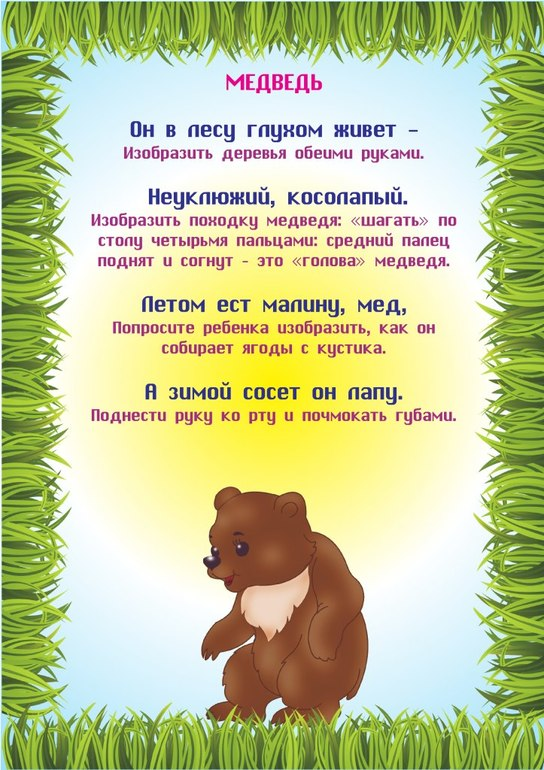 МЕДВЕДЬ
Он в лесу глухом живет –
Изобразить деревья обеими руками.
Неуклюжий, косолапый.
Изобразить походку медведя: «шагать» по
столу четырьмя пальцами: средний палец
поднят и согнут - это «голова» медведя.
Летом ест малину, мед,
Попросите ребенка изобразить, как он
собирает ягоды с кустика.
А зимой сосет он лапу.
Поднести руку ко рту и почмокать губами.